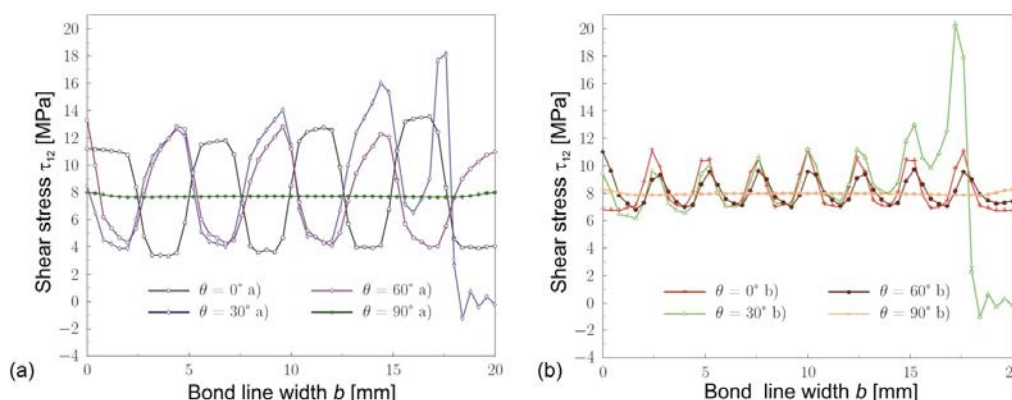 20
18
16
14
12
10
8
6
4
2
0
−2
−4
Shear stress τ12 [MPa]
θ = 0° a)
θ = 30° a)
θ = 60° a)
θ = 90° a)
0 5 10 15 20
(a)
Bond line width b [mm]
20
18
16
14
12
10
8
6
4
2
0
−2
−4
Shear stress τ12 [MPa]
θ = 0° b)
θ = 30° b)
θ = 60° b)
θ = 90° b)
0 5 10 15 20
(b)
Bond line width b [mm]